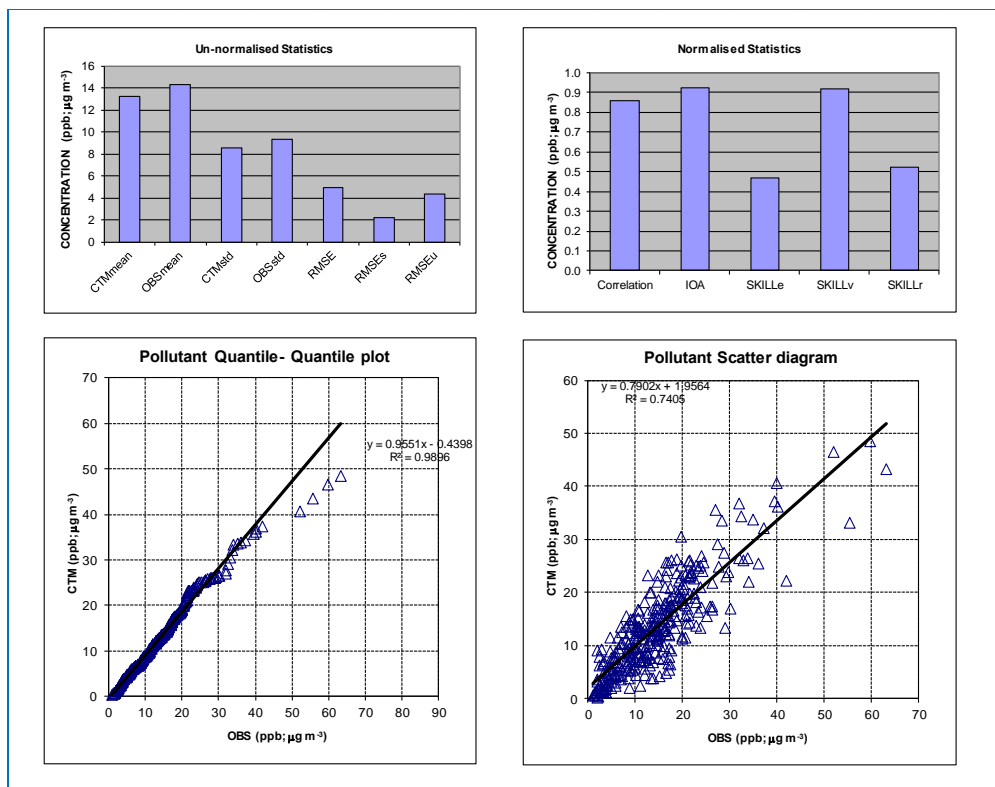 Un-normalised Statistics
CONCENTRATION (ppb; µg m-3)
16
14
12
10
8
6
4
2
0
CTMmean
OBSmean
CTMstd
OBSstd
RMSE
RMSEs
RMSEu
Normalised Statistics
CONCENTRATION (ppb; µg m-3)
1.0
0.9
0.8
0.7
0.6
0.5
0.4
0.3
0.2
0.1
0.0
Correlation IOA SKILLe SKILLv SKILLr
Pollutant Quantile- Quantile plot
CTM (ppb; µg m-3)
70
60
50
40
30
20
10
0
y = 0.9551x - 0.4398
R² = 0.9896
0 10 20 30 40 50 60 70 80 90
OBS (ppb; µg m-3)
Pollutant Scatter diagram
y = 0.7902x + 1.9564
R² = 0.7405
CTM (ppb; µg m-3)
60
50
40
30
20
10
0
0 10 20 30 40 50 60 70
OBS (ppb; µg m-3)